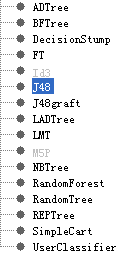 ADTree
BFTree
DecisionStump
FT
Id3
J48
J48graft
LADTree
LMT
M5P
NBTree
RandomForest
RandomTree
REPTree
SimpleCart
UserClassifier